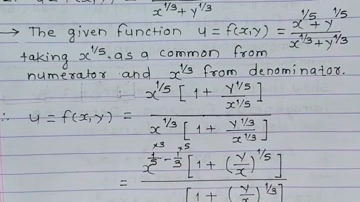 x^1/3 + y^1/3
→ The given function u = f(x,y) = x^1/5 + y^1/5 / x^1/3 + y^1/3
taking x^1/5. as a common from
numerator and x^1/3 from denominator.
∴ u = f(x,y) = x^1/5 [ 1 + y^1/5 / x^1/5 ] / x^1/3 [ 1 + y^1/3 / x^1/3 ]
= x^1/5 - 1/3 [ 1 + (y/x)^1/5 ] / [ 1 + (y/x)^1/3 ]